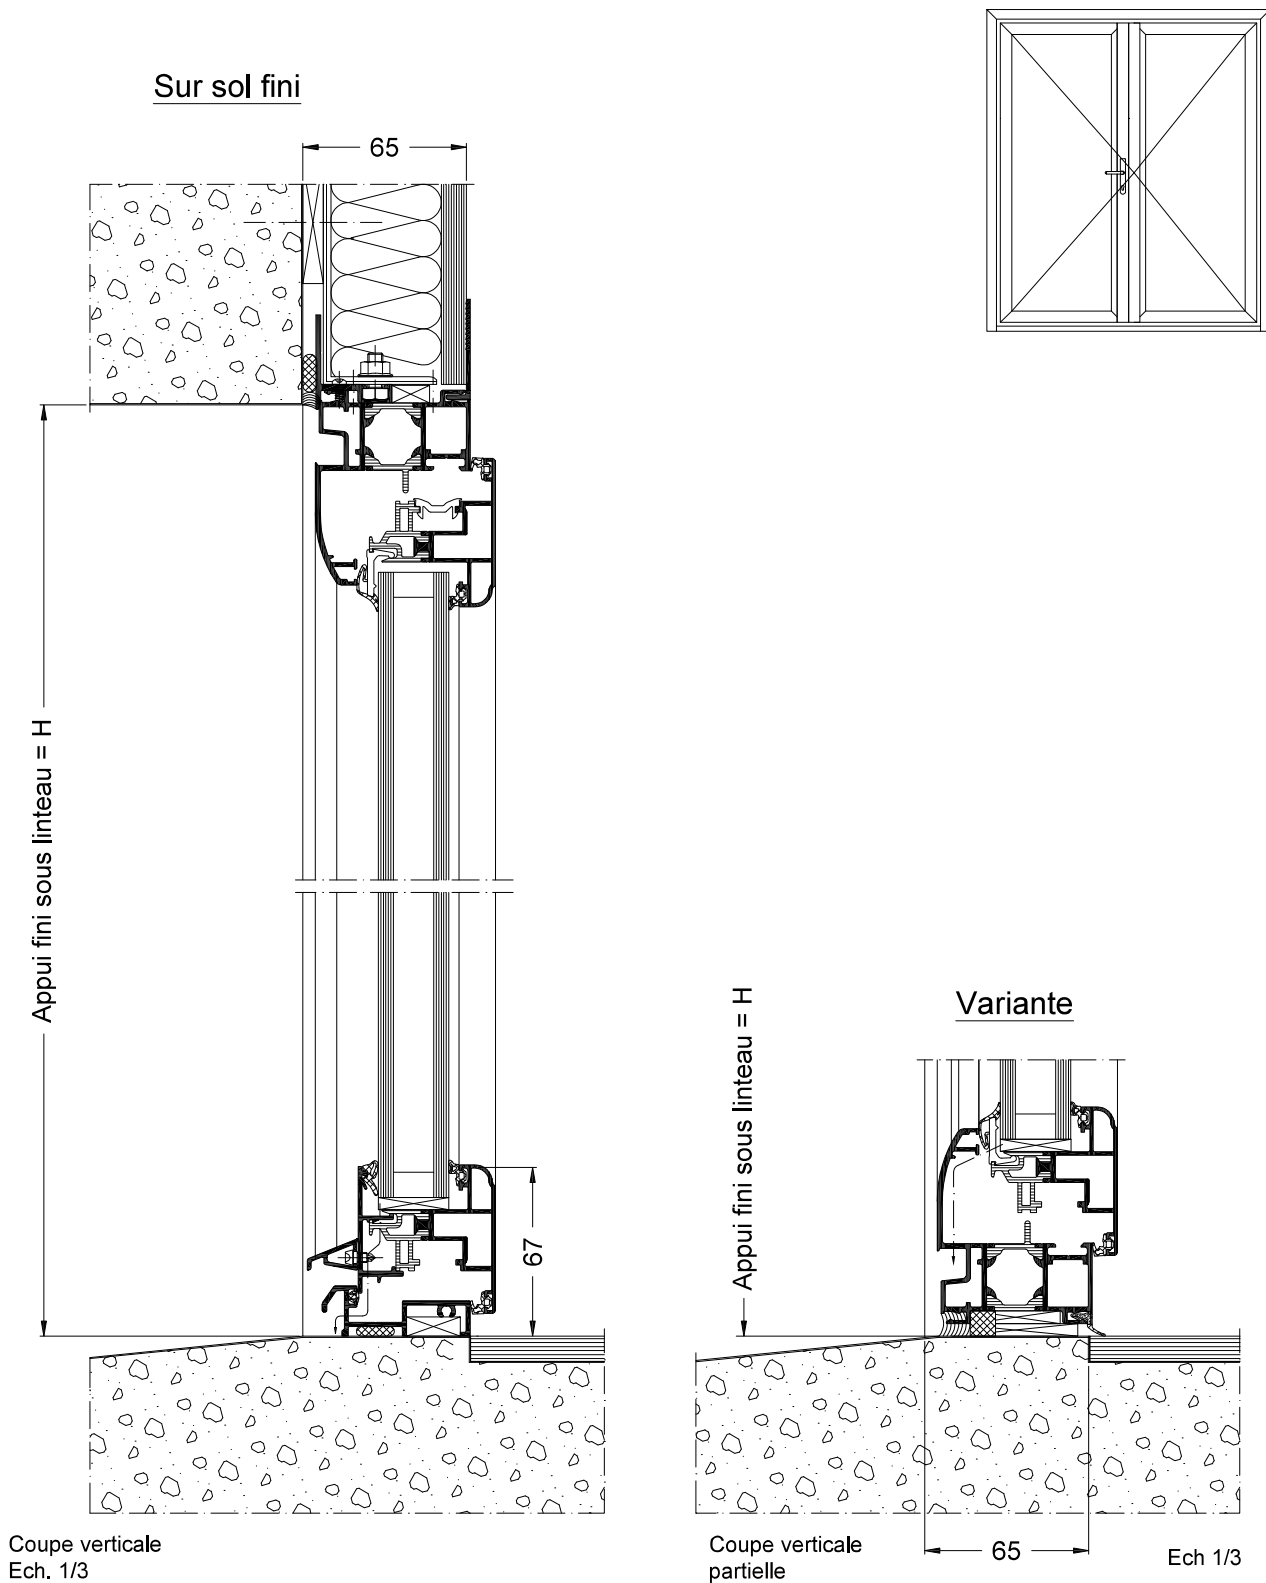 Sur sol fini
65
Appui fini sous linteau = H
67
Coupe verticale
Ech. 1/3
Variante
Appui fini sous linteau = H
65
Coupe verticale
partielle
Ech 1/3